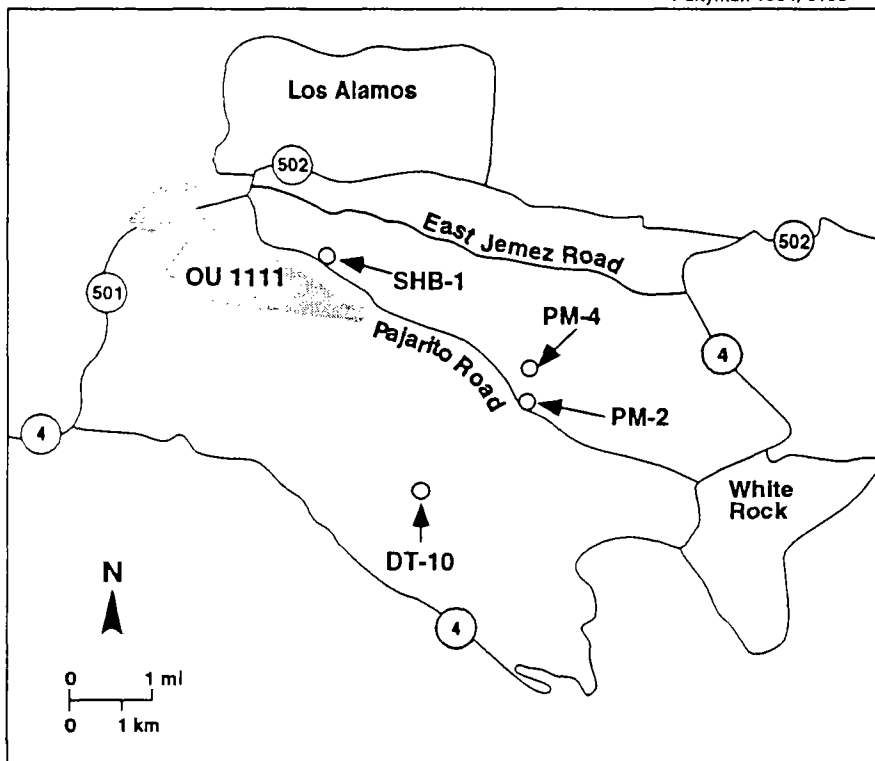 Los Alamos
502
East Jemez Road
502
OU 1111
SHB-1
501
PM-4
Pajarito Road
4
PM-2
4
White
Rock
DT-10
N
4
0 1 mi
0 1 km